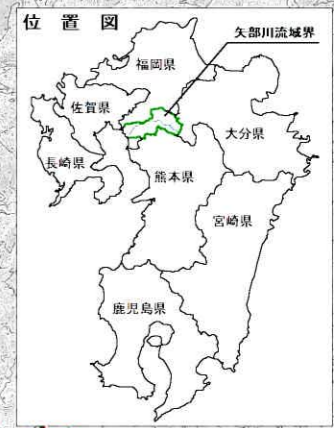 位置図
矢部川流域界
福岡県
佐賀県
大分県
長崎県
熊本県
宮崎県
鹿児島県